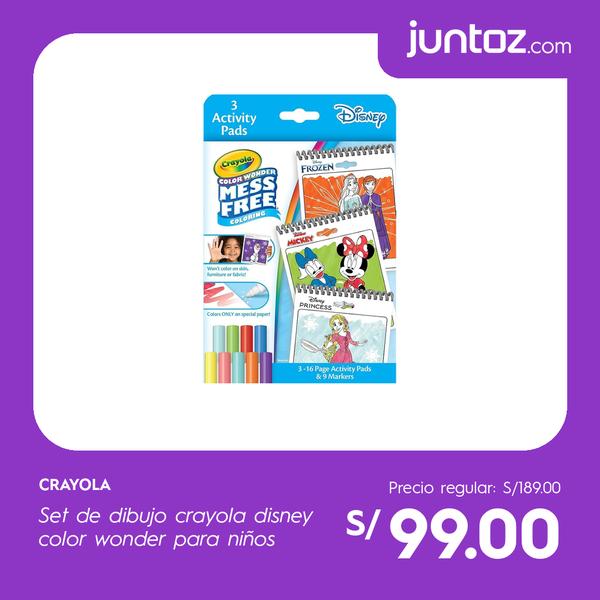 juntoz.com
3
Activity
Pads
Disney
Crayola
COLOR WONDER
MESS
FREE
COLORING
Disney
FROZEN
Won't color on skin,
furniture or fabric!
Junior
MICKEY
Colors ONLY on special paper!
Disney
PRINCESS
3 -16 Page Activity Pads
& 9 Markers
CRAYOLA
Set de dibujo crayola disney
color wonder para niños
Precio regular: S/189.00
S/ 99.00